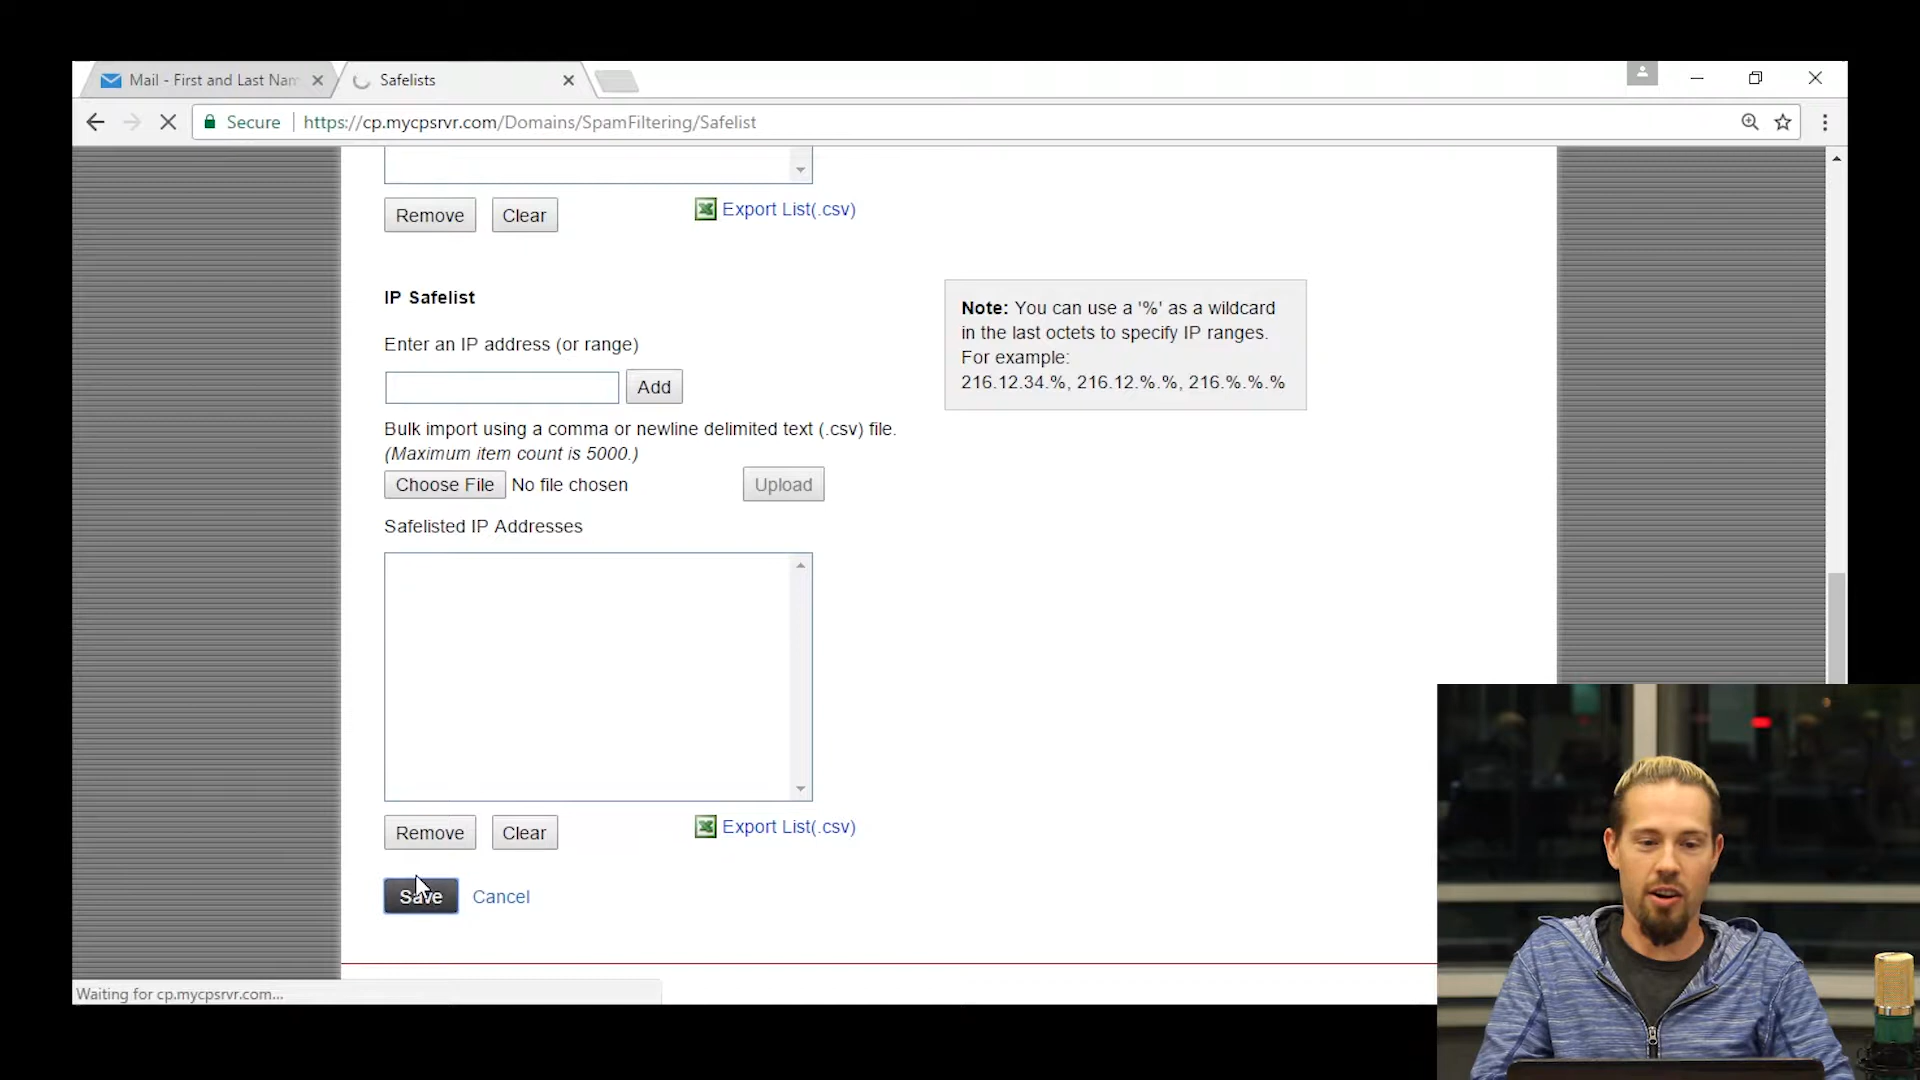 Mail - First and Last Nam
Safelists
Secure https://cp.mycpsrvr.com/Domains/SpamFiltering/Safelist
Remove Clear Export List(.csv)
IP Safelist
Enter an IP address (or range)
Add
Bulk import using a comma or newline delimited text (.csv) file.
(Maximum item count is 5000.)
Choose File No file chosen Upload
Safelisted IP Addresses
Note: You can use a '%' as a wildcard
in the last octets to specify IP ranges.
For example:
216.12.34.%, 216.12.%.%, 216.%.%.%
Remove Clear Export List(.csv)
Save Cancel
Waiting for cp.mycpsrvr.com...